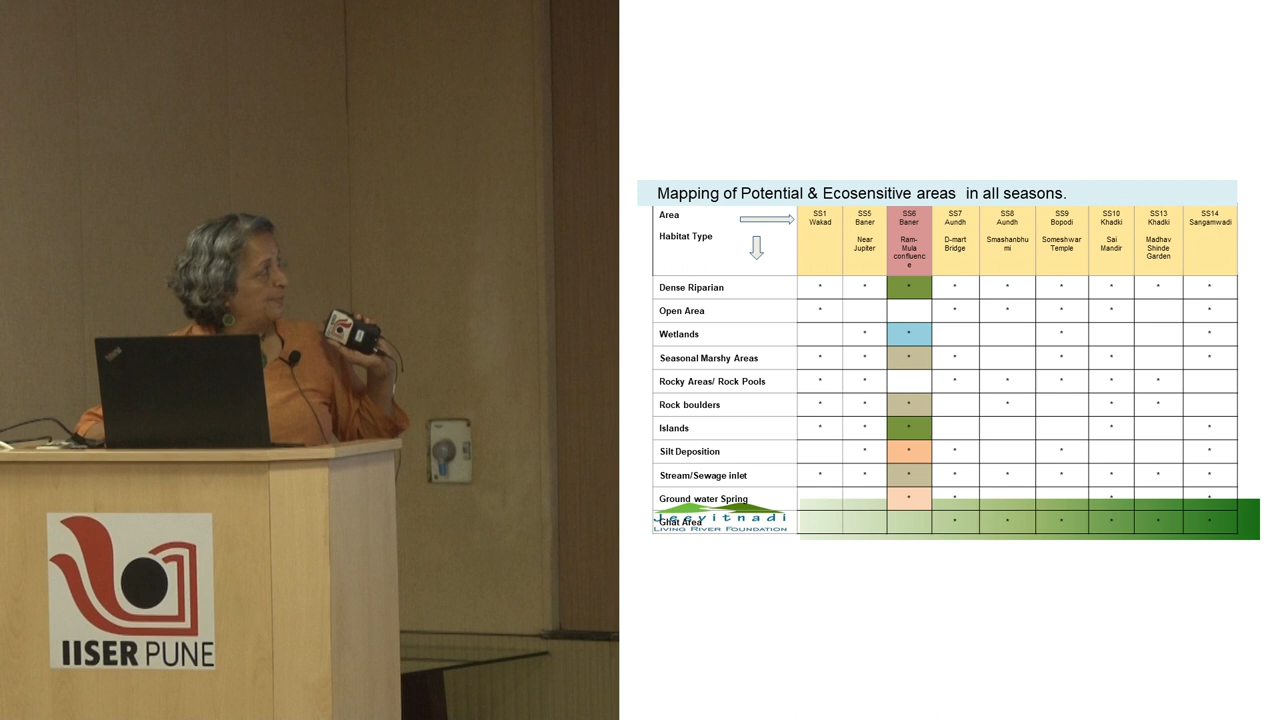 IISER PUNE
Mapping of Potential & Ecosensitive areas in all seasons.
Area
Habitat Type
SS1
Wakad
SS5
Baner
Near
Jupiter
SS6
Baner
Ram-
Mula
confluenc
e
SS7
Aundh
D-mart
Bridge
SS8
Aundh
Smashanbhu
mi
SS9
Bopodi
Someshwar
Temple
SS10
Khadki
Sai
Mandir
SS13
Khadki
Madhav
Shinde
Garden
SS14
Sangamwadi
Dense Riparian * * * * * * * * *
Open Area * * * * * *
Wetlands * * * *
Seasonal Marshy Areas * * * * * * *
Rocky Areas/ Rock Pools * * * * * * *
Rock boulders * * * * * *
Islands * * * * *
Silt Deposition * * * * *
Stream/Sewage inlet * * * * * * * * *
Ground water Spring * * * *
Ghat Area * * * * * *
Jeevitnadi
LIVING RIVER FOUNDATION